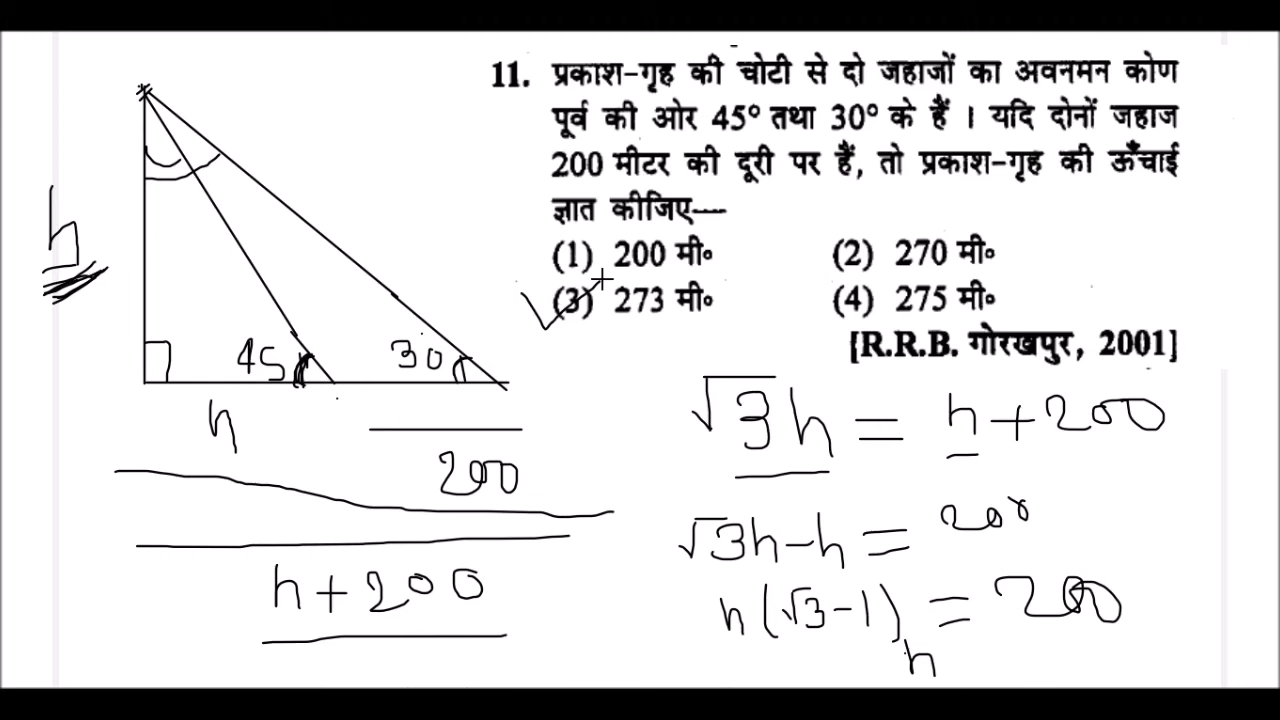 11. प्रकाश-गृह की चोटी से दो जहाजों का अवनमन कोण
पूर्व की ओर 45° तथा 30° के हैं । यदि दोनों जहाज
200 मीटर की दूरी पर हैं, तो प्रकाश-गृह की ऊँचाई
ज्ञात कीजिए—
(1) 200 मी॰ (2) 270 मी॰
(3) 273 मी॰ (4) 275 मी॰
[R.R.B. गोरखपुर, 2001]
h
45 30
h
200
h+200
√3h = h+200
√3h-h = 200
h(√3-1) = 200
h